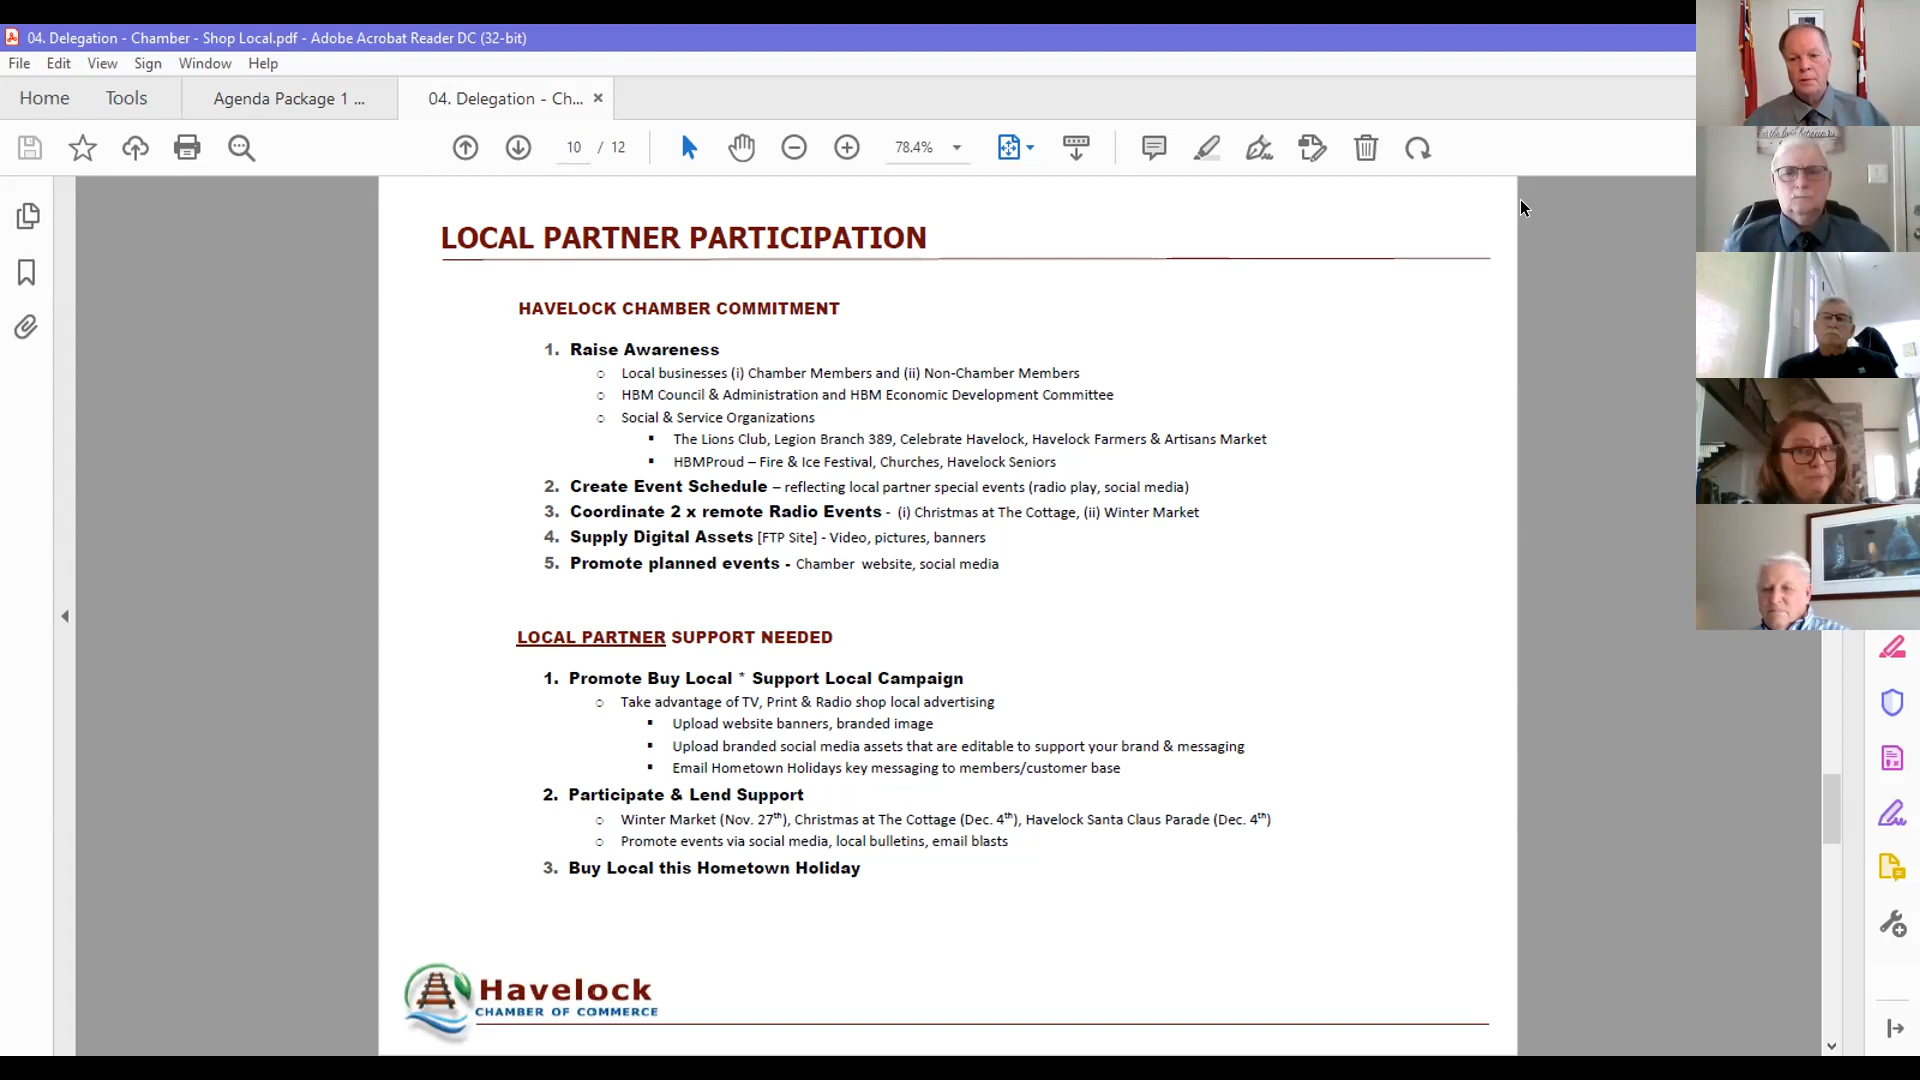 04. Delegation - Chamber - Shop Local.pdf - Adobe Acrobat Reader DC (32-bit)
File Edit View Sign Window Help
Home Tools Agenda Package 1 ... 04. Delegation - Ch... ×
10 / 12 78.4%
LOCAL PARTNER PARTICIPATION
HAVELOCK CHAMBER COMMITMENT
1. Raise Awareness
○ Local businesses (i) Chamber Members and (ii) Non-Chamber Members
○ HBM Council & Administration and HBM Economic Development Committee
○ Social & Service Organizations
▪ The Lions Club, Legion Branch 389, Celebrate Havelock, Havelock Farmers & Artisans Market
▪ HBMProud – Fire & Ice Festival, Churches, Havelock Seniors
2. Create Event Schedule – reflecting local partner special events (radio play, social media)
3. Coordinate 2 x remote Radio Events - (i) Christmas at The Cottage, (ii) Winter Market
4. Supply Digital Assets [FTP Site] - Video, pictures, banners
5. Promote planned events - Chamber website, social media
LOCAL PARTNER SUPPORT NEEDED
1. Promote Buy Local * Support Local Campaign
○ Take advantage of TV, Print & Radio shop local advertising
▪ Upload website banners, branded image
▪ Upload branded social media assets that are editable to support your brand & messaging
▪ Email Hometown Holidays key messaging to members/customer base
2. Participate & Lend Support
○ Winter Market (Nov. 27th), Christmas at The Cottage (Dec. 4th), Havelock Santa Claus Parade (Dec. 4th)
○ Promote events via social media, local bulletins, email blasts
3. Buy Local this Hometown Holiday
Havelock
CHAMBER OF COMMERCE